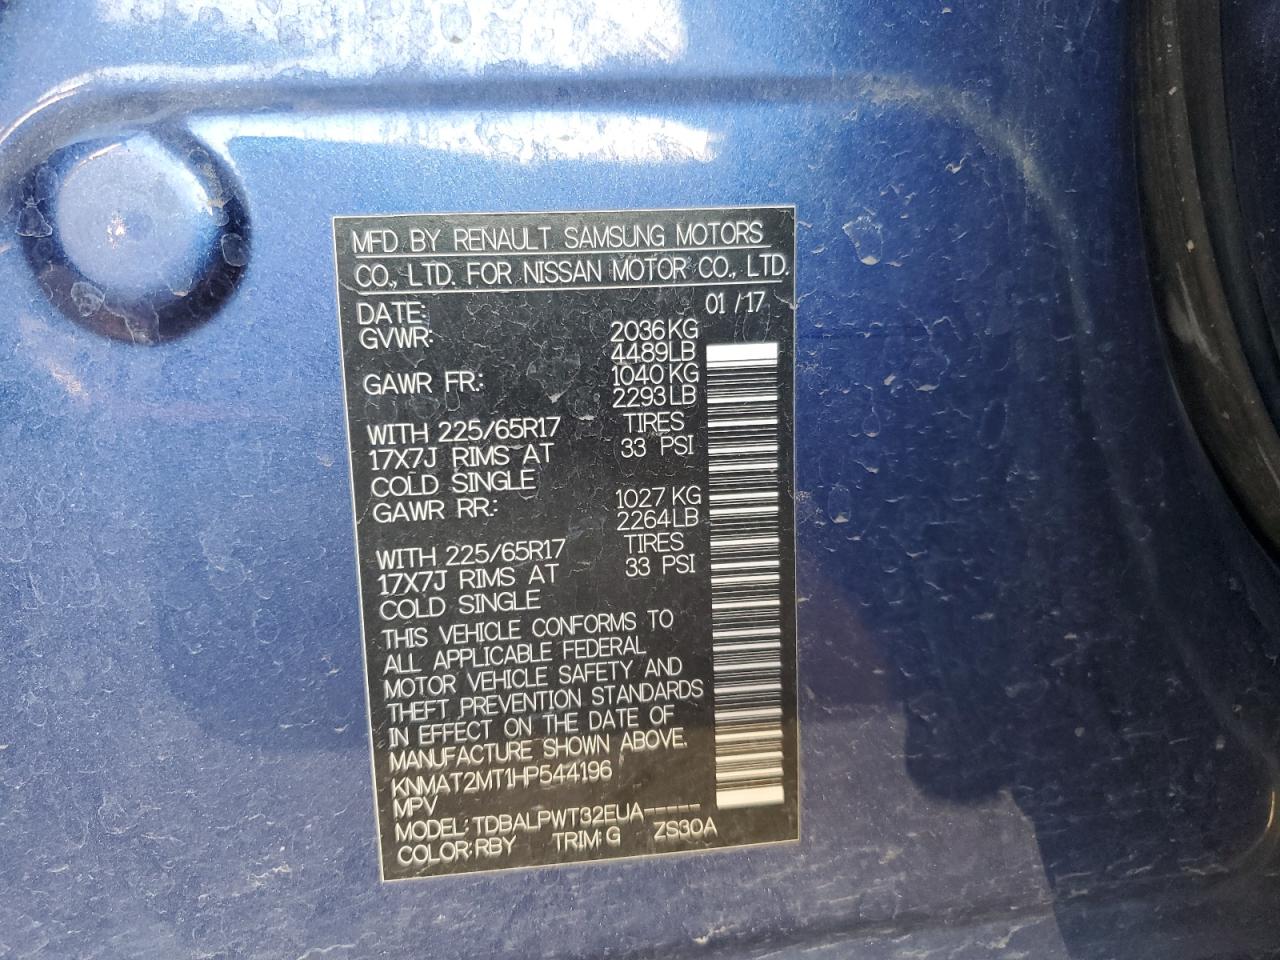 MFD BY RENAULT SAMSUNG MOTORS
CO., LTD. FOR NISSAN MOTOR CO., LTD.
DATE: 01 /17
GVWR: 2036KG
4489LB
GAWR FR: 1040KG
2293LB
WITH 225/65R17 TIRES
17X7J RIMS AT 33 PSI
COLD SINGLE
GAWR RR: 1027KG
2264LB
WITH 225/65R17 TIRES
17X7J RIMS AT 33 PSI
COLD SINGLE
THIS VEHICLE CONFORMS TO
ALL APPLICABLE FEDERAL
MOTOR VEHICLE SAFETY AND
THEFT PREVENTION STANDARDS
IN EFFECT ON THE DATE OF
MANUFACTURE SHOWN ABOVE.
KNMAT2MT1HP544196
MPV
MODEL: TDBALPWT32EUA-----
COLOR:RBY TRIM:G ZS30A